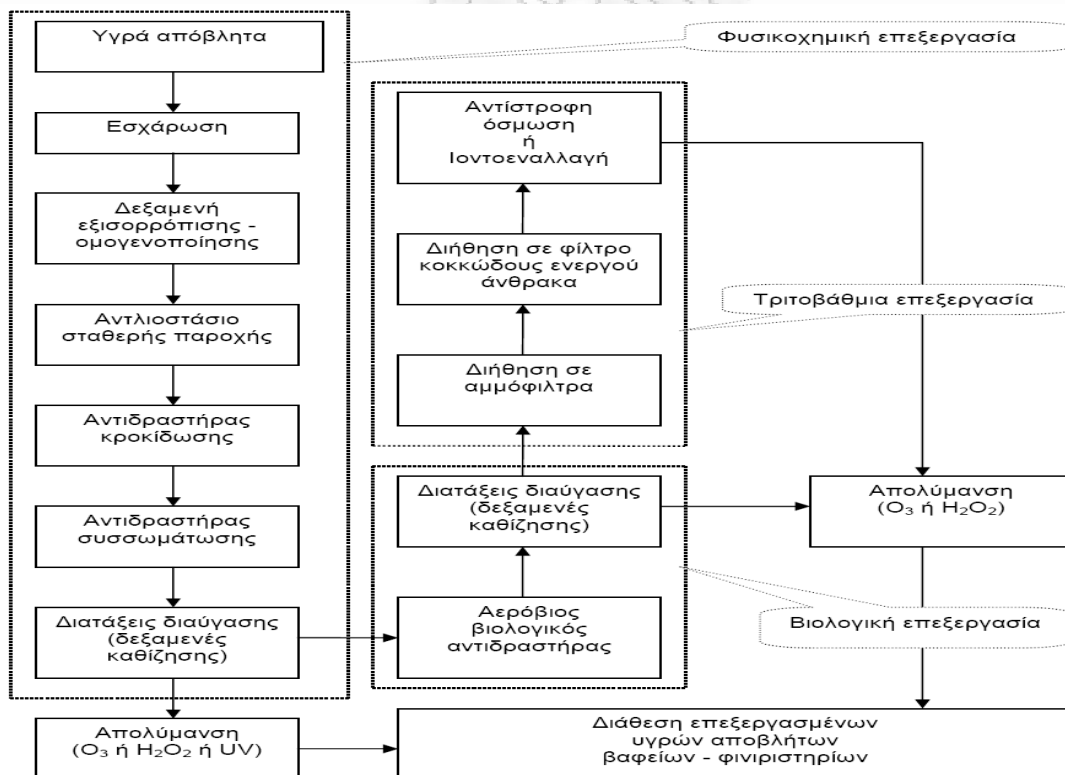 Υγρά απόβλητα
Φυσικοχημική επεξεργασία
Εσχάρωση
Δεξαμενή
εξισορρόπισης -
ομογενοποίησης
Αντλιοστάσιο
σταθερής παροχής
Αντιδραστήρας
κροκίδωσης
Αντιδραστήρας
συσσωμάτωσης
Διατάξεις διαύγασης
(δεξαμενές
καθίζησης)
Απολύμανση
(O₃ ή H₂O₂ ή UV)
Αντίστροφη
όσμωση
ή
Ιοντοεναλλαγή
Διήθηση σε φίλτρο
κοκκώδους ενεργού
άνθρακα
Διήθηση σε
αμμόφιλτρα
Τριτοβάθμια επεξεργασία
Διατάξεις διαύγασης
(δεξαμενές
καθίζησης)
Αερόβιος
βιολογικός
αντιδραστήρας
Απολύμανση
(O₃ ή H₂O₂)
Βιολογική επεξεργασία
Διάθεση επεξεργασμένων
υγρών αποβλήτων
βαφείων - φινιριστηρίων